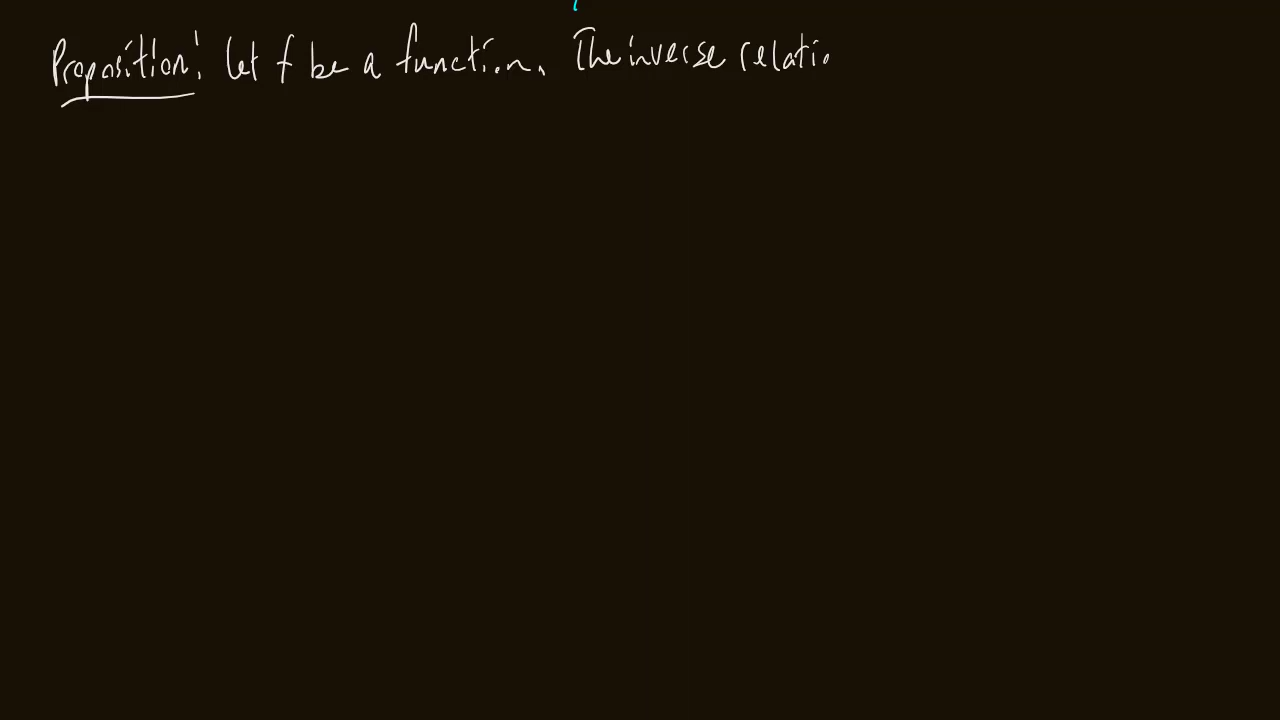 Proposition: Let f be a function. The inverse relatio